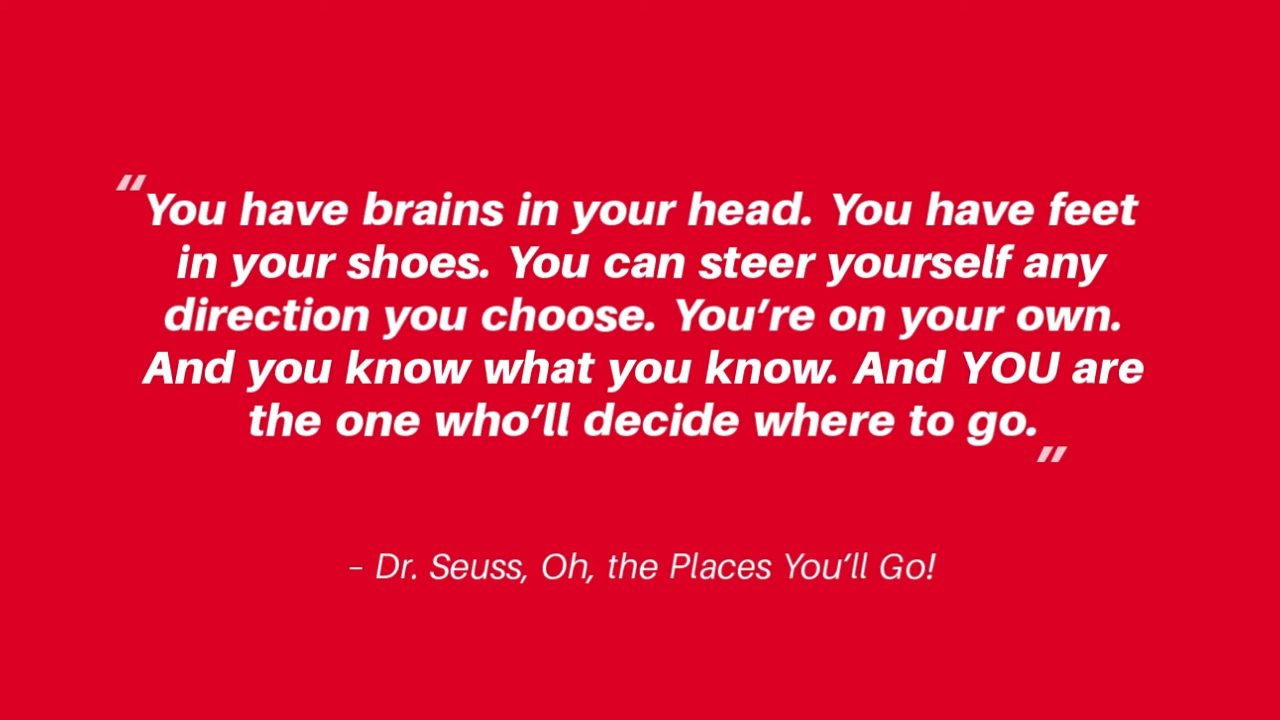 "You have brains in your head. You have feet
in your shoes. You can steer yourself any
direction you choose. You’re on your own.
And you know what you know. And YOU are
the one who’ll decide where to go."
– Dr. Seuss, Oh, the Places You’ll Go!